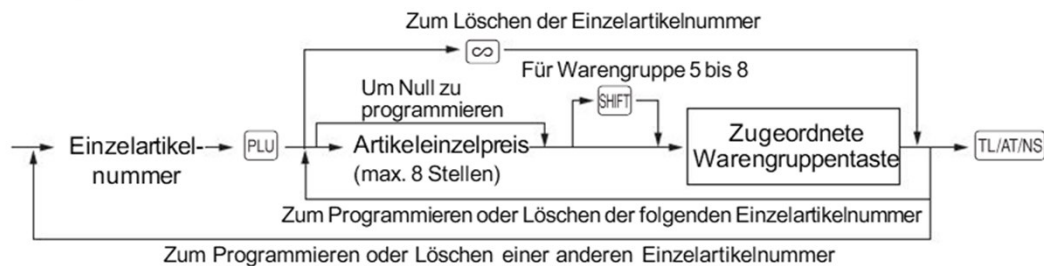 Zum Löschen der Einzelartikelnummer
∞
Für Warengruppe 5 bis 8
Um Null zu
programmieren
SHIFT
Einzelartikel-
nummer
PLU
Artikeleinzelpreis
(max. 8 Stellen)
Zugeordnete
Warengruppentaste
TL/AT/NS
Zum Programmieren oder Löschen der folgenden Einzelartikelnummer
Zum Programmieren oder Löschen einer anderen Einzelartikelnummer